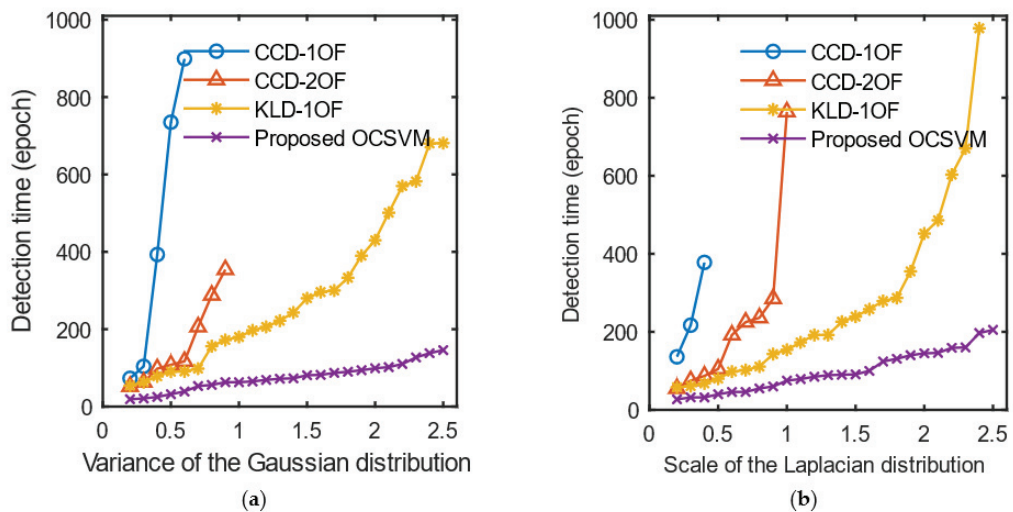 1000
800
600
400
200
0
Detection time (epoch)
CCD-1OF
CCD-2OF
KLD-1OF
Proposed OCSVM
0 0.5 1 1.5 2 2.5
Variance of the Gaussian distribution
(a)
1000
800
600
400
200
0
Detection time (epoch)
CCD-1OF
CCD-2OF
KLD-1OF
Proposed OCSVM
0 0.5 1 1.5 2 2.5
Scale of the Laplacian distribution
(b)